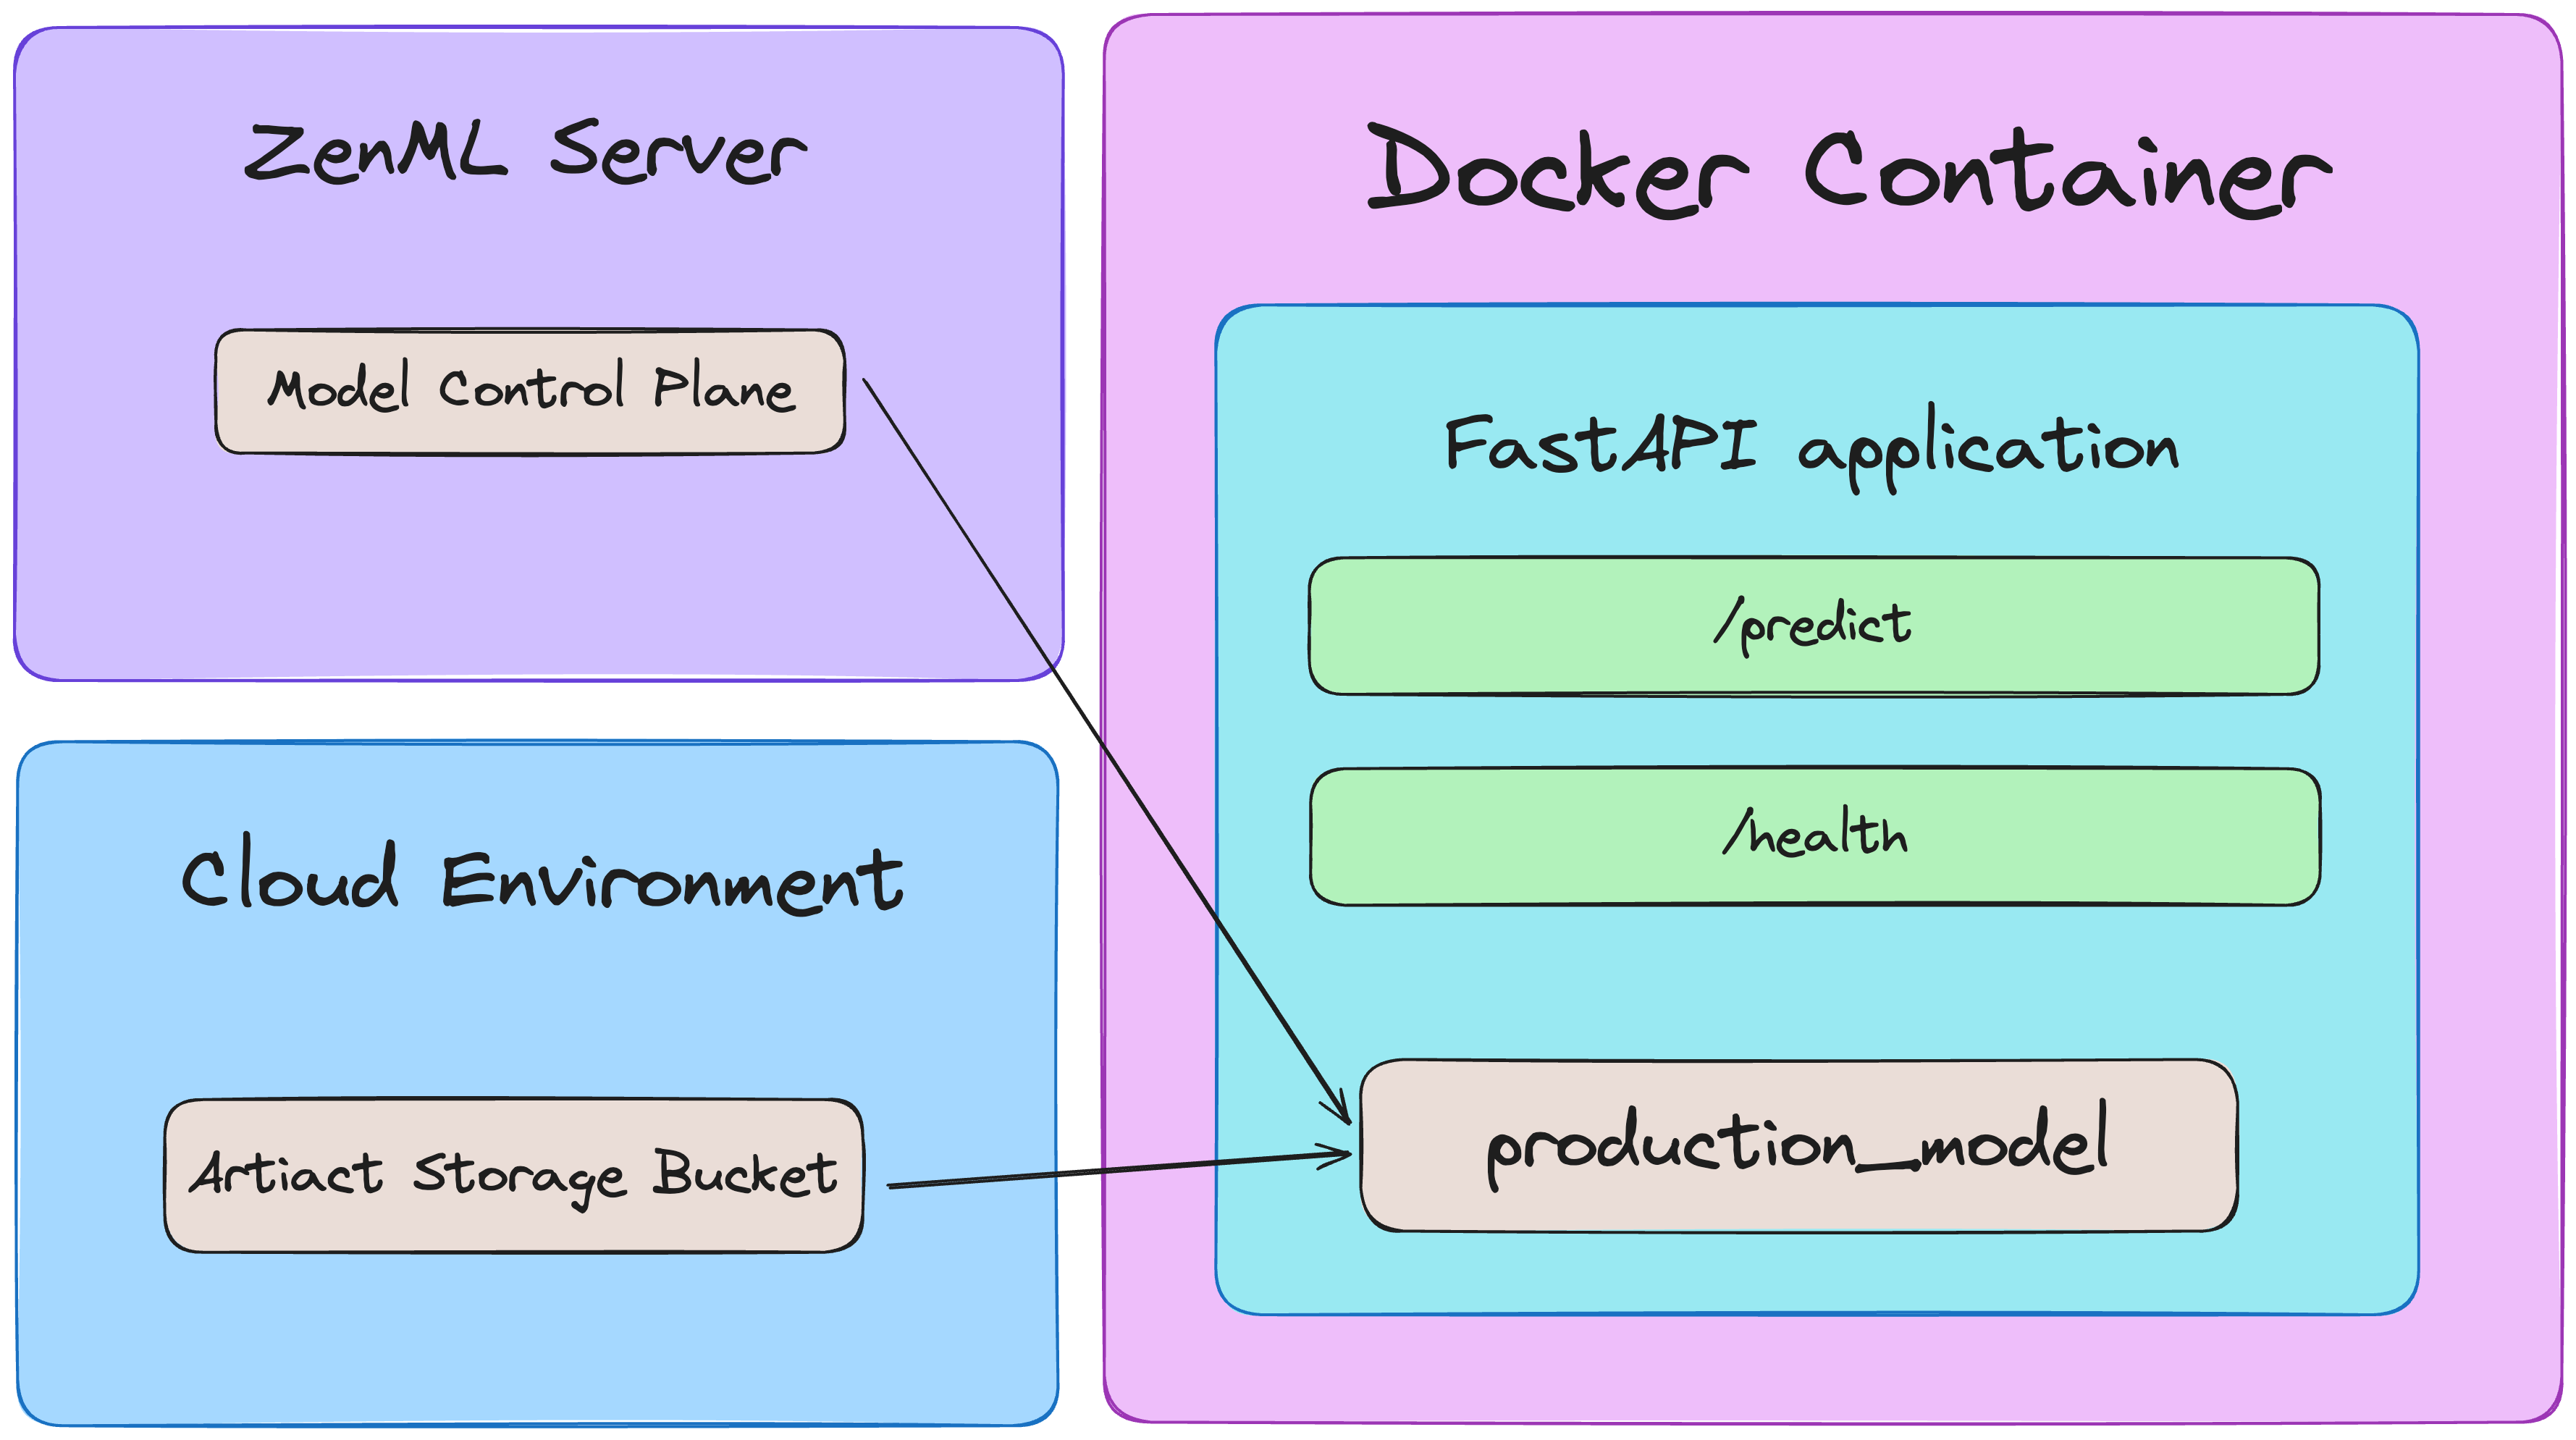 ZenML Server
Model Control Plane
Cloud Environment
Artiact Storage Bucket
Docker Container
FastAPI application
/predict
/health
production_model